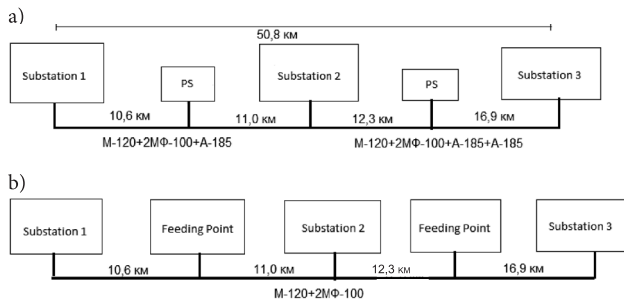 a)
50,8 км
Substation 1
PS
Substation 2
PS
Substation 3
10,6 км
11,0 км
12,3 км
16,9 км
М-120+2МФ-100+А-185
М-120+2МФ-100+А-185+А-185
b)
Substation 1
Feeding Point
Substation 2
Feeding Point
Substation 3
10,6 км
11,0 км
12,3 км
16,9 км
М-120+2МФ-100